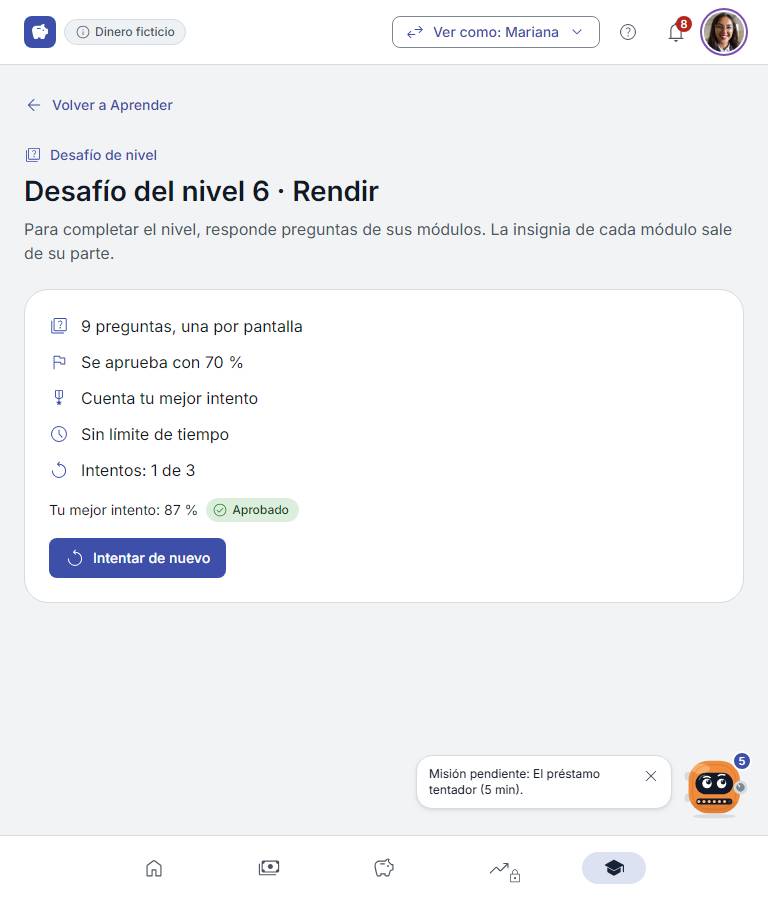 Dinero ficticio
Ver como: Mariana
8
Volver a Aprender
Desafío de nivel
Desafío del nivel 6 · Rendir
Para completar el nivel, responde preguntas de sus módulos. La insignia de cada módulo sale
de su parte.
9 preguntas, una por pantalla
Se aprueba con 70 %
Cuenta tu mejor intento
Sin límite de tiempo
Intentos: 1 de 3
Tu mejor intento: 87 % Aprobado
Intentar de nuevo
Misión pendiente: El préstamo
tentador (5 min).
5